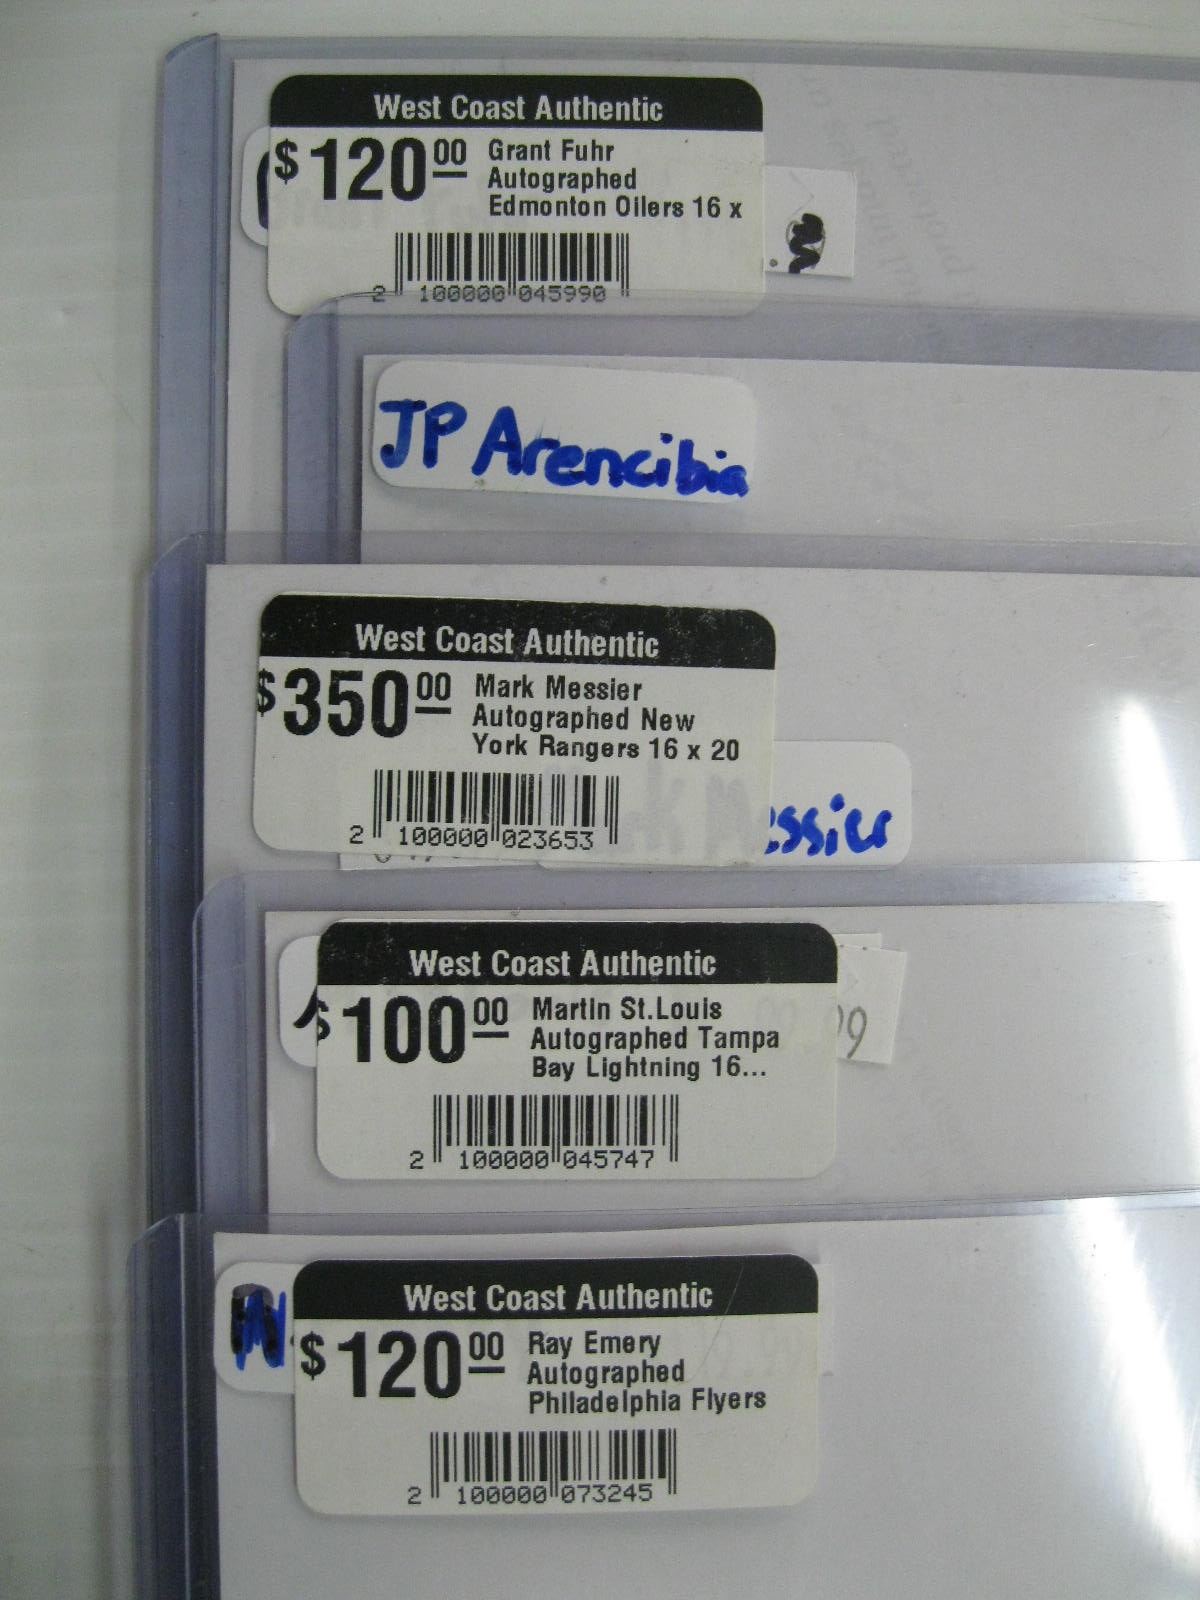 West Coast Authentic
$120.00 Grant Fuhr
Autographed
Edmonton Oilers 16 x
2 100000 045990
JP Arencibia
West Coast Authentic
$350.00 Mark Messier
Autographed New
York Rangers 16 x 20
2 100000 023653
essier
West Coast Authentic
$100.00 Martin St.Louis
Autographed Tampa
Bay Lightning 16...
2 100000 045747
99
West Coast Authentic
$120.00 Ray Emery
Autographed
Philadelphia Flyers
2 100000 073245